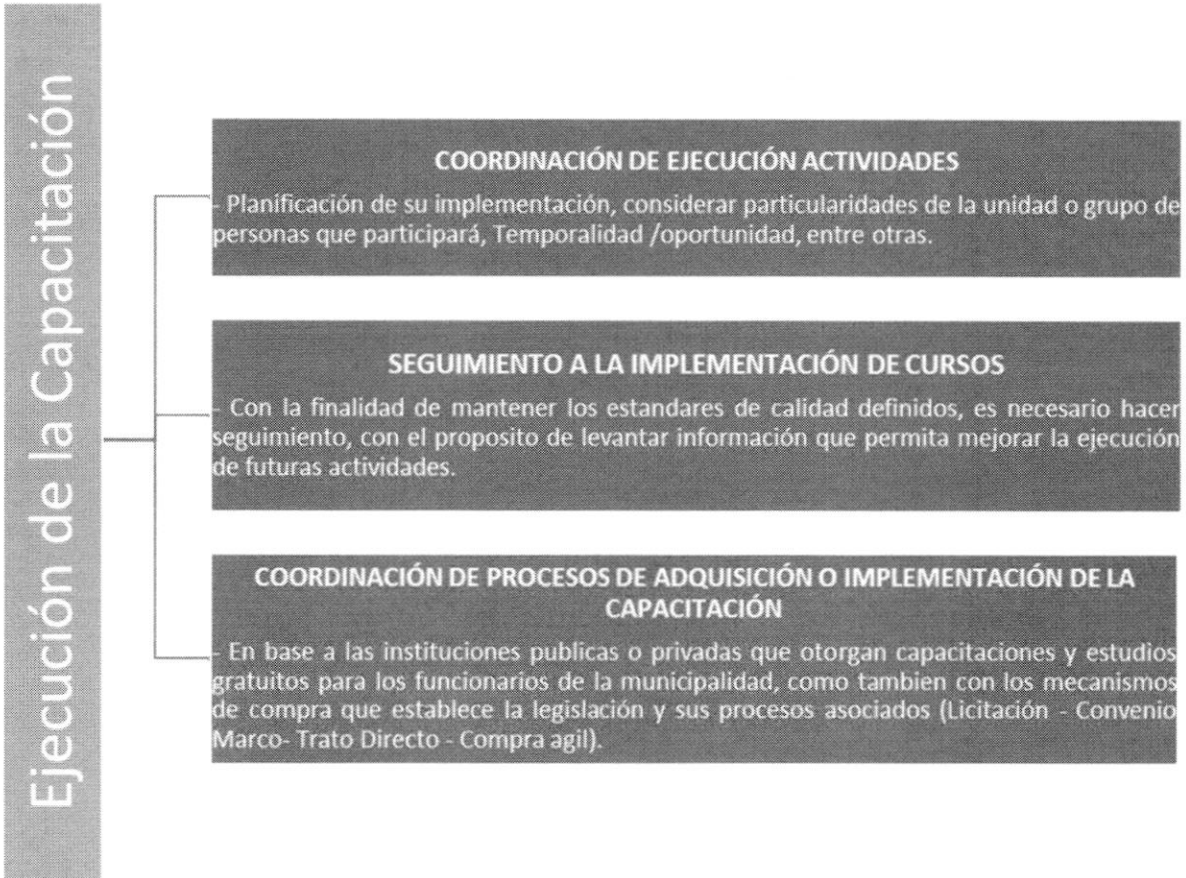 Ejecución de la Capacitación
COORDINACIÓN DE EJECUCIÓN ACTIVIDADES
- Planificación de su implementación, considerar particularidades de la unidad o grupo de
personas que participará, Temporalidad /oportunidad, entre otras.
SEGUIMIENTO A LA IMPLEMENTACIÓN DE CURSOS
- Con la finalidad de mantener los estandares de calidad definidos, es necesario hacer
seguimiento, con el proposito de levantar información que permita mejorar la ejecución
de futuras actividades.
COORDINACIÓN DE PROCESOS DE ADQUISICIÓN O IMPLEMENTACIÓN DE LA
CAPACITACIÓN
- En base a las instituciones publicas o privadas que otorgan capacitaciones y estudios
gratuitos para los funcionarios de la municipalidad, como tambien con los mecanismos
de compra que establece la legislación y sus procesos asociados (Licitación - Convenio
Marco- Trato Directo - Compra agil).